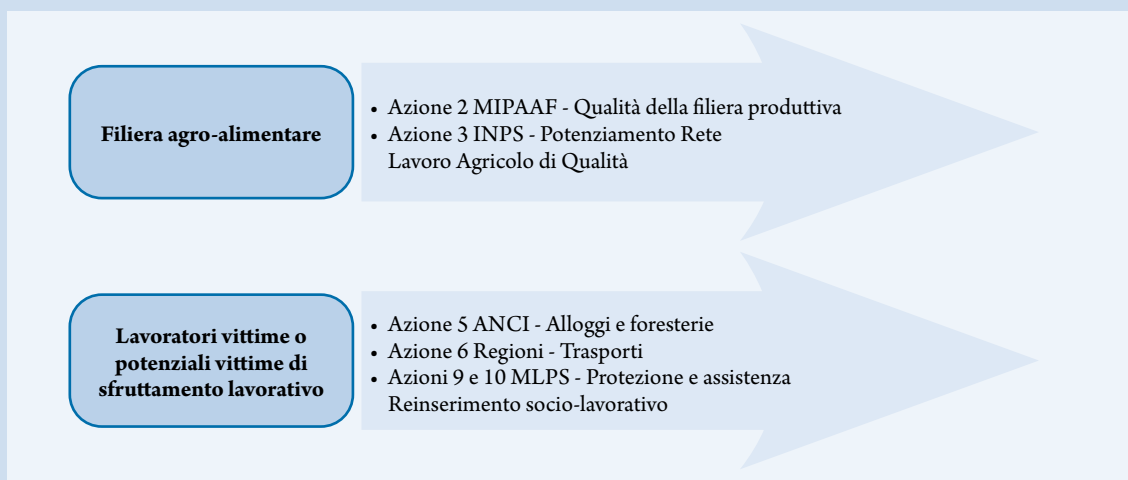 Filiera agro-alimentare
• Azione 2 MIPAAF - Qualità della filiera produttiva
• Azione 3 INPS - Potenziamento Rete
Lavoro Agricolo di Qualità
Lavoratori vittime o
potenziali vittime di
sfruttamento lavorativo
• Azione 5 ANCI - Alloggi e foresterie
• Azione 6 Regioni - Trasporti
• Azioni 9 e 10 MLPS - Protezione e assistenza
Reinserimento socio-lavorativo